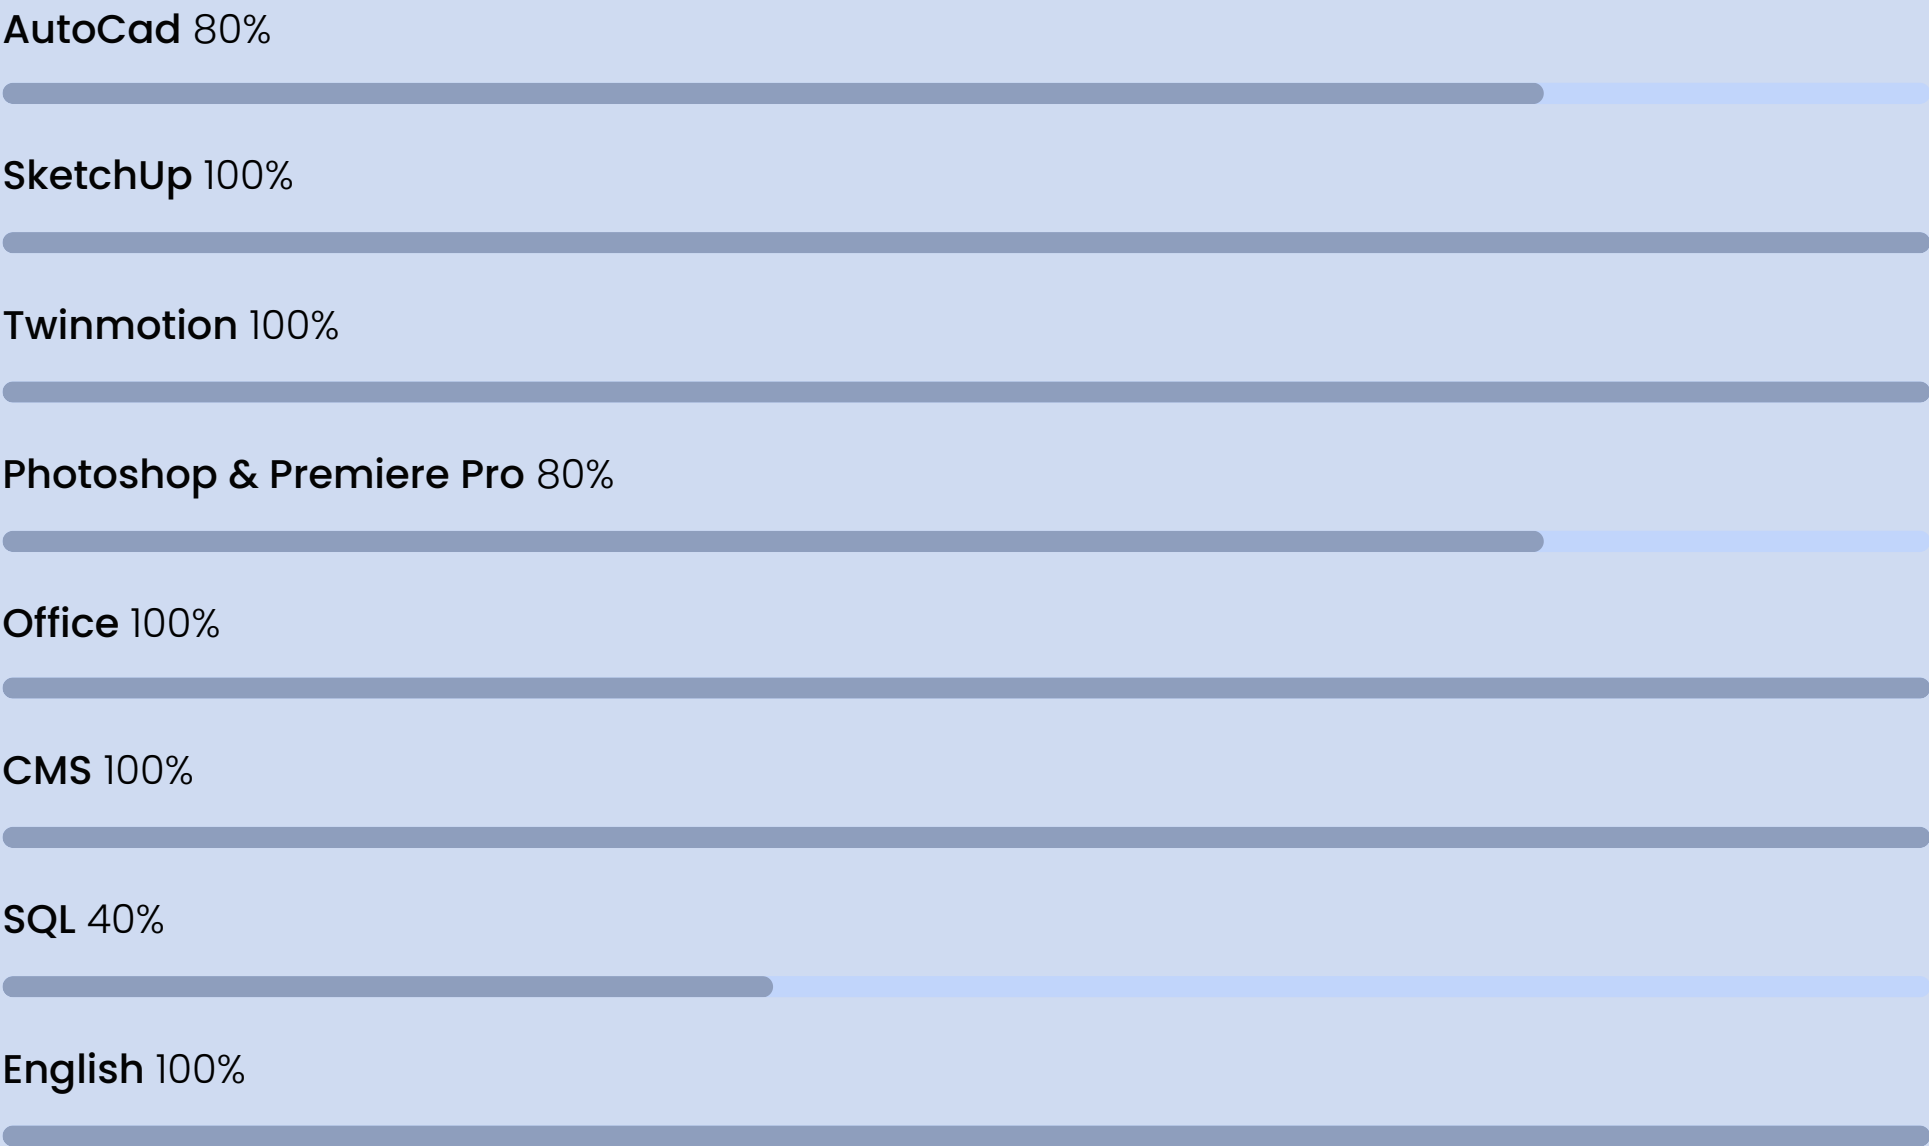 AutoCad 80%
SketchUp 100%
Twinmotion 100%
Photoshop & Premiere Pro 80%
Office 100%
CMS 100%
SQL 40%
English 100%